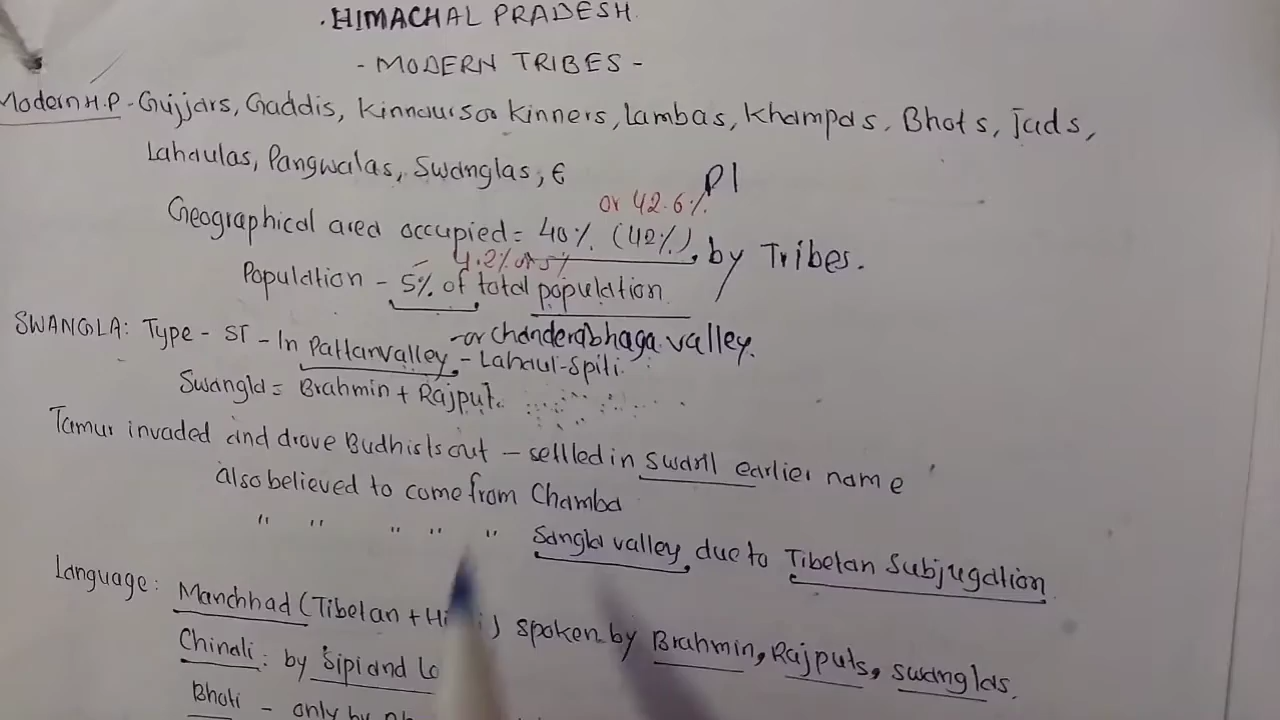 HIMACHAL PRADESH
- MODERN TRIBES -
Modern H.P - Gujjars, Gaddis, Kinnaurs or Kinners, Lambas, Khampas, Bhots, Jads,
Lahaulas, Pangwalas, Swanglas, &
P1
or 42.6%
Geographical area occupied = 40% (42%) by Tribes.
4.2% or 5%
Population - 5% of total population
SWANGLA: Type - ST - In Pattanvalley - Lahaul-Spiti.
- or chanderabhaga valley.
Swangla = Brahmin + Rajput.
Tamur invaded and drove Budhists out - settled in Swanl earlier name
also believed to come from Chamba
" " " " " Sangla valley due to Tibetan Subjugation
Language: Manchhad (Tibetan + spoken by Brahmin, Rajputs, swanglas.
Chinali: by Sipi and
Bhoti - only by